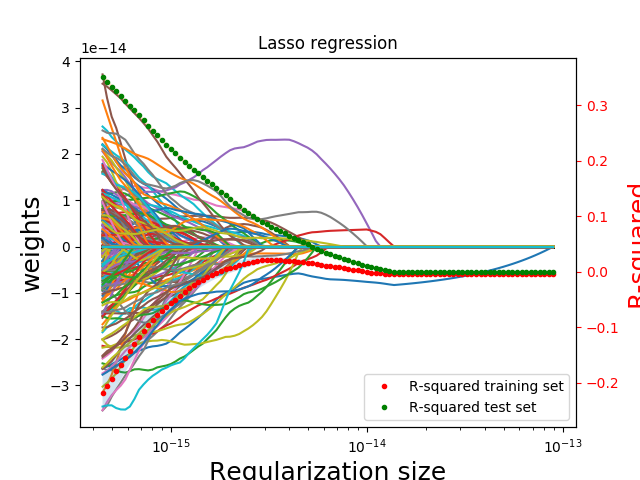 Lasso regression
1e−14
4
3
2
1
0
−1
−2
−3
weights
0.3
0.2
0.1
0.0
−0.1
−0.2
R-squared
R-squared training set
R-squared test set
10⁻¹⁵
10⁻¹⁴
10⁻¹³
Regularization size